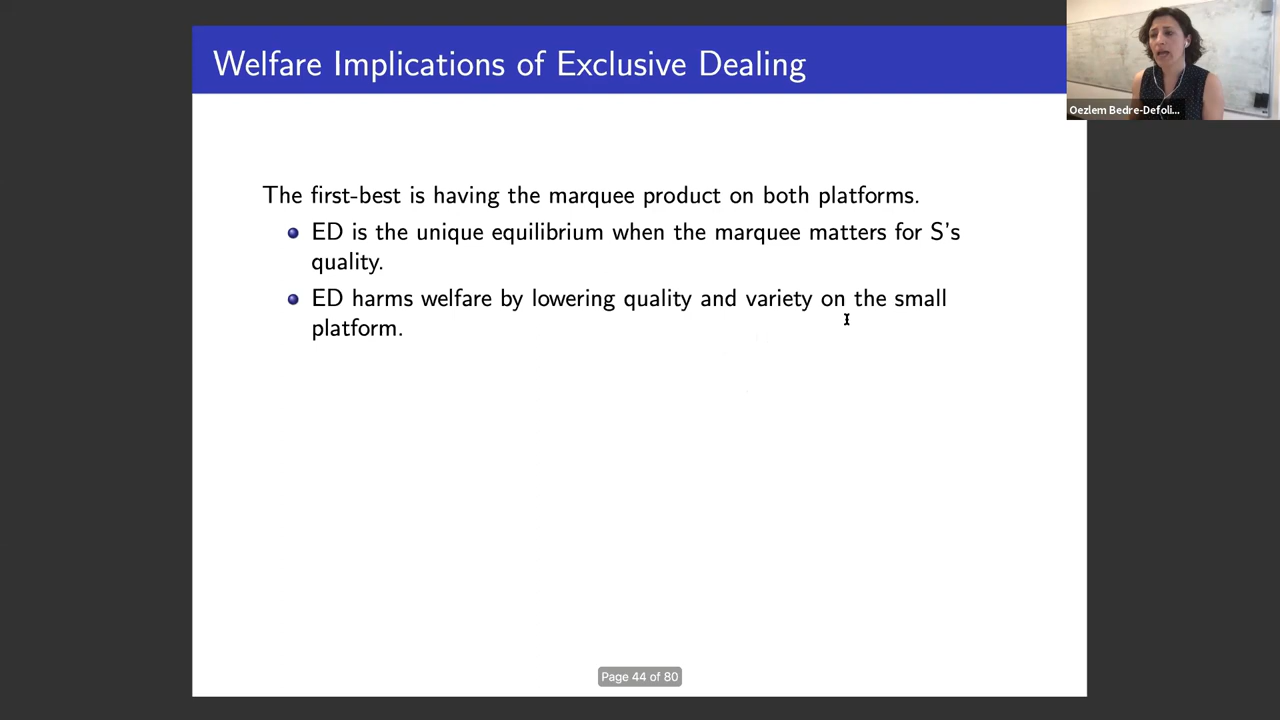 Welfare Implications of Exclusive Dealing
Oezlem Bedre-Defoli...
The first-best is having the marquee product on both platforms.
ED is the unique equilibrium when the marquee matters for S's
quality.
ED harms welfare by lowering quality and variety on the small
platform.
Page 44 of 80